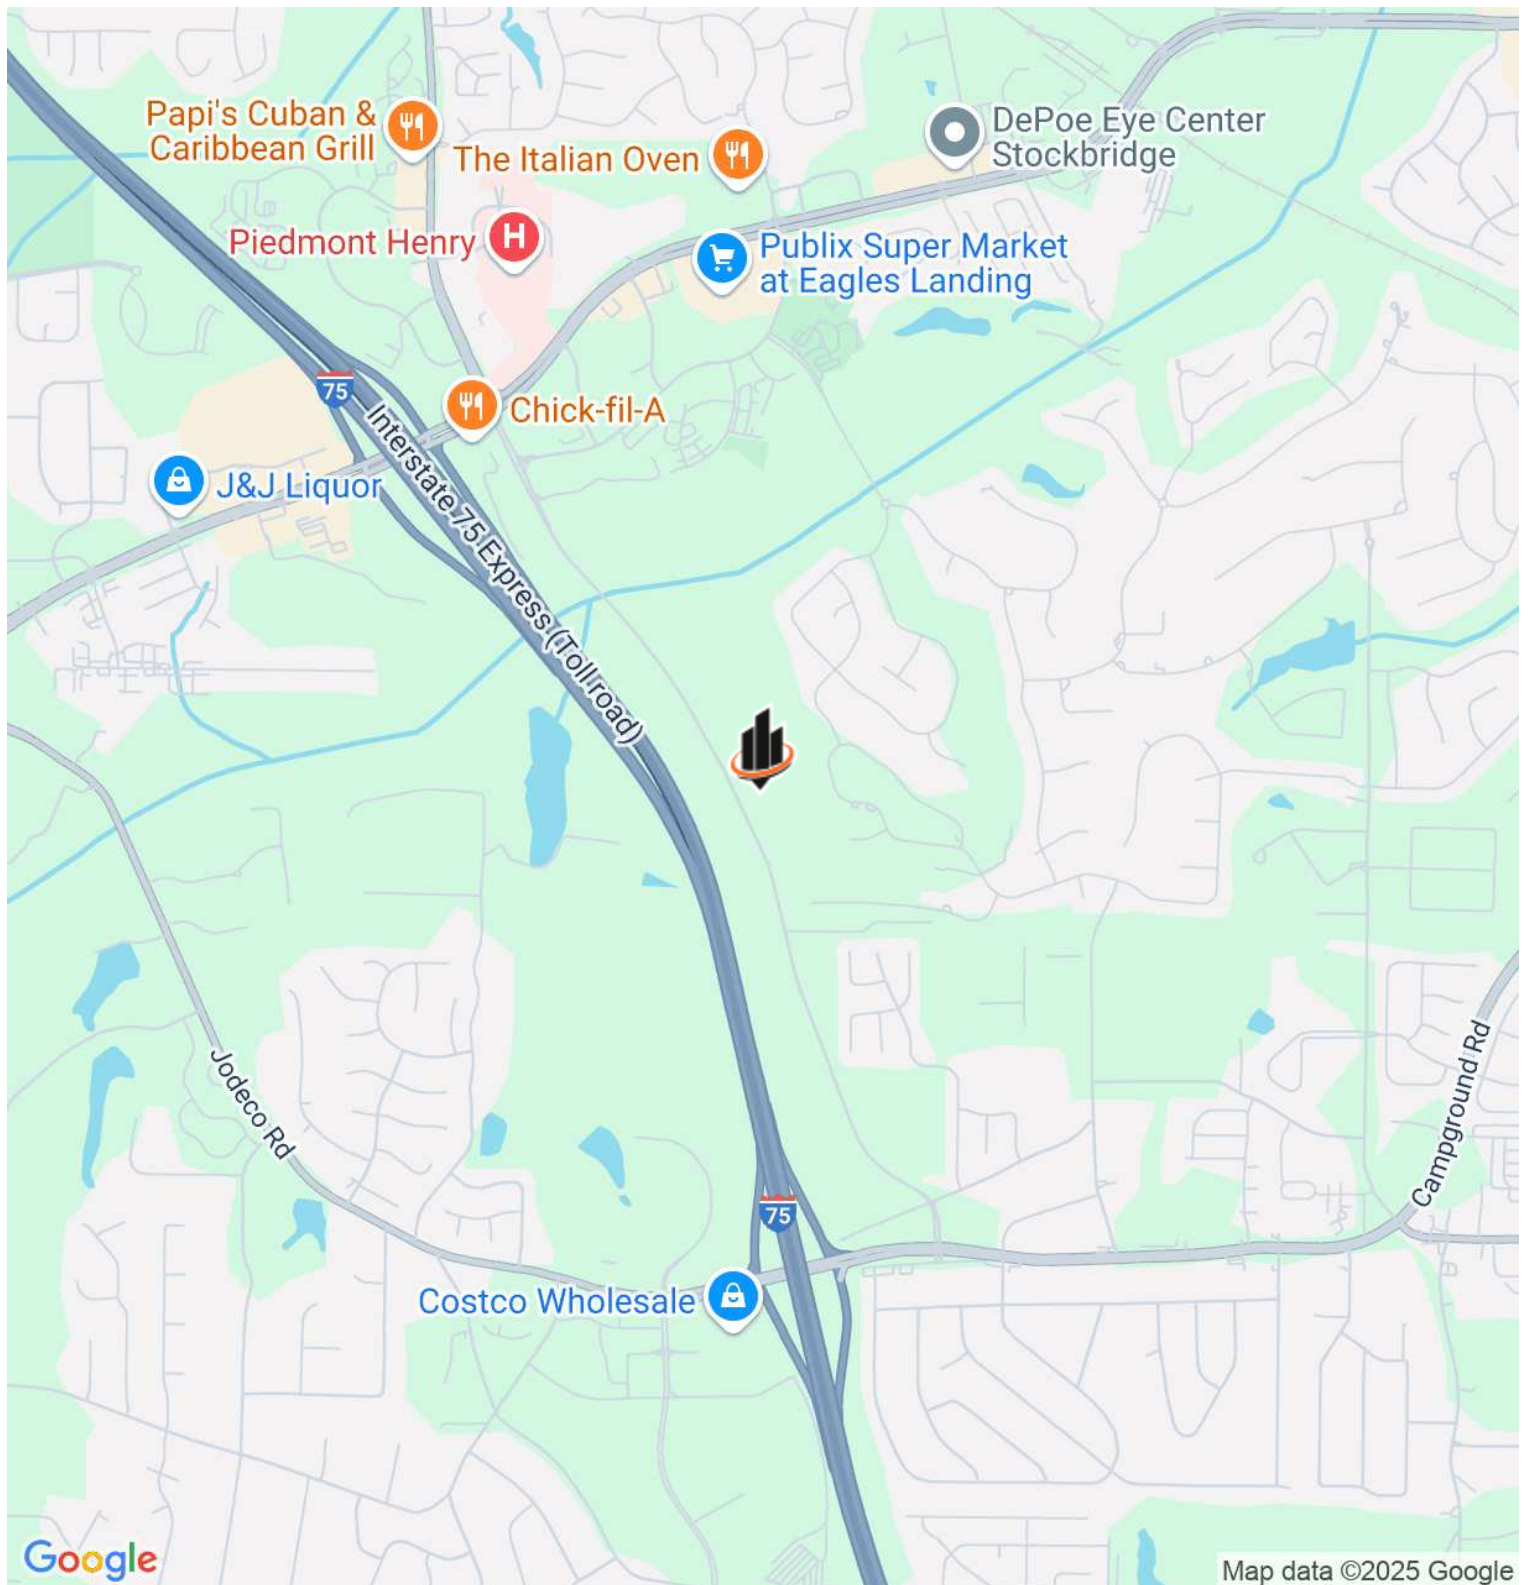 Papi's Cuban &
Caribbean Grill
The Italian Oven
DePoe Eye Center
Stockbridge
Piedmont Henry
H
Publix Super Market
at Eagles Landing
75
Chick-fil-A
J&J Liquor
Interstate 75 Express (Toll road)
Jodeco Rd
Campground Rd
75
Costco Wholesale
Google
Map data ©2025 Google